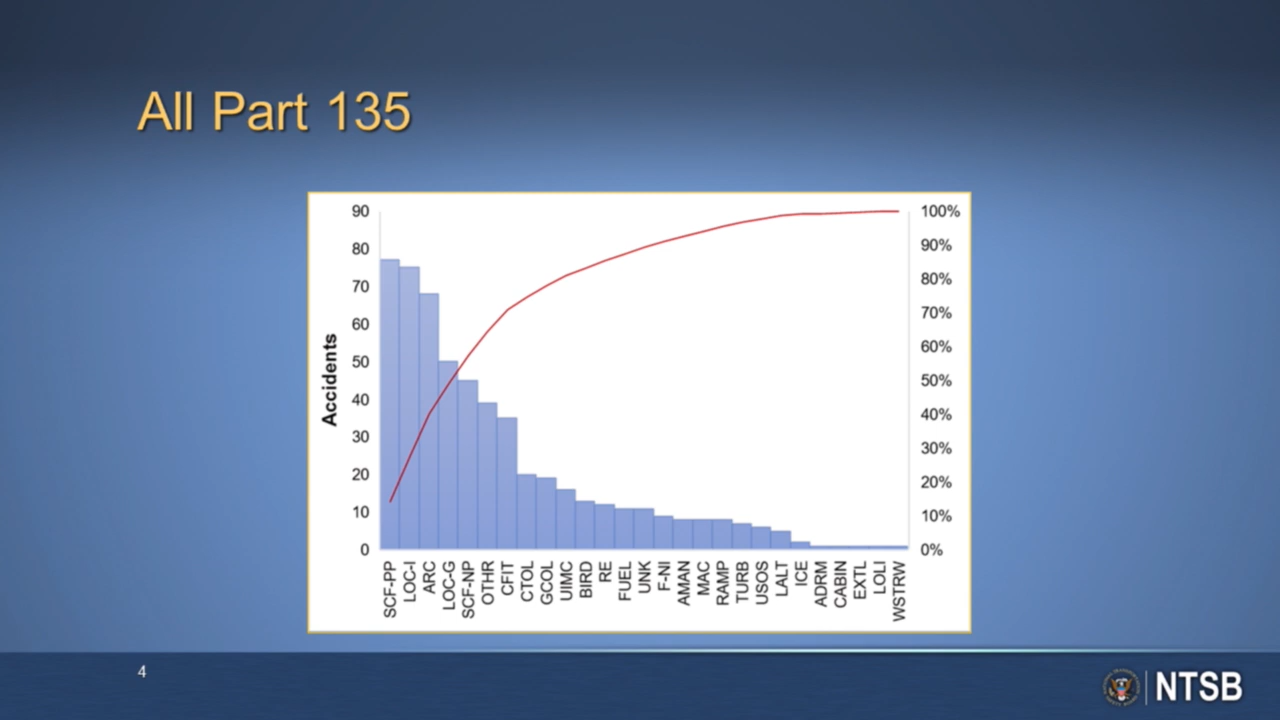 All Part 135
Accidents
90
80
70
60
50
40
30
20
10
0
100%
90%
80%
70%
60%
50%
40%
30%
20%
10%
0%
SCF-PP
LOC-I
ARC
LOC-G
SCF-NP
OTHR
CFIT
CTOL
GCOL
UIMC
BIRD
RE
FUEL
UNK
F-NI
AMAN
MAC
RAMP
TURB
USOS
LALT
ICE
ADRM
CABIN
EXTL
LOLI
WSTRW
4
NTSB